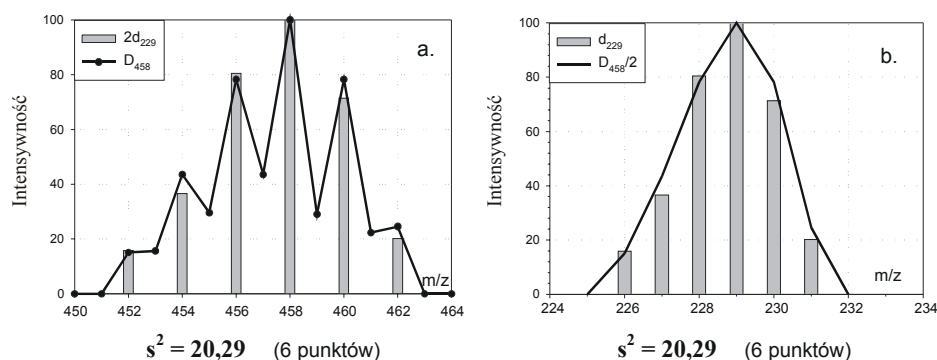 100
80
60
40
20
0
Intensywność
2d229
D458
a.
m/z
450 452 454 456 458 460 462 464
s2 = 20,29 (6 punktów)
100
80
60
40
20
0
Intensywność
d229
D458/2
b.
m/z
224 226 228 230 232 234
s2 = 20,29 (6 punktów)